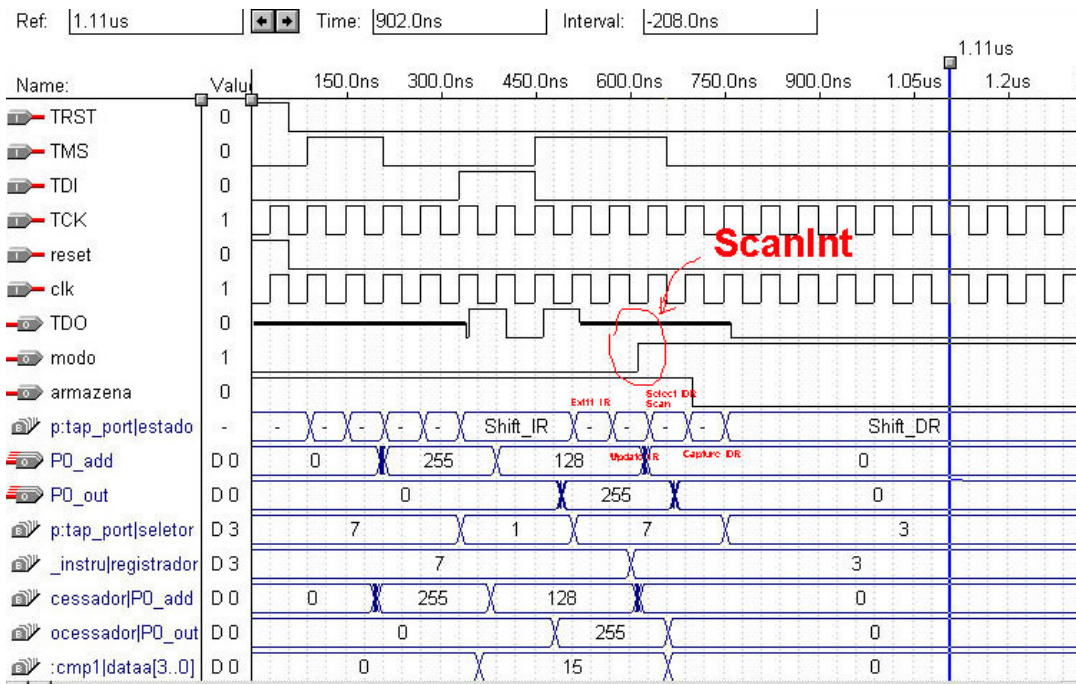 Ref: 1.11us Time: 902.0ns Interval: -208.0ns
1.11us
Name: Valu 150.0ns 300.0ns 450.0ns 600.0ns 750.0ns 900.0ns 1.05us 1.2us
TRST 0
TMS 0
TDI 0
TCK 1
ScanInt
reset 0
clk 1
TDO 0
modo 1
armazena 0
Exit1 IR Select DR
Scan
p:tap_port|estado - - - - - - Shift_IR - - - - Shift_DR
Update IR Capture DR
P0_add D 0 0 255 128 0
P0_out D 0 0 255 0
p:tap_port|seletor D 3 7 1 7 3
_instru|registrador D 3 7 3
cessador|P0_add D 0 0 255 128 0
ocessador|P0_out D 0 0 255 0
:cmp1|dataa[3..0] D 0 0 15 0